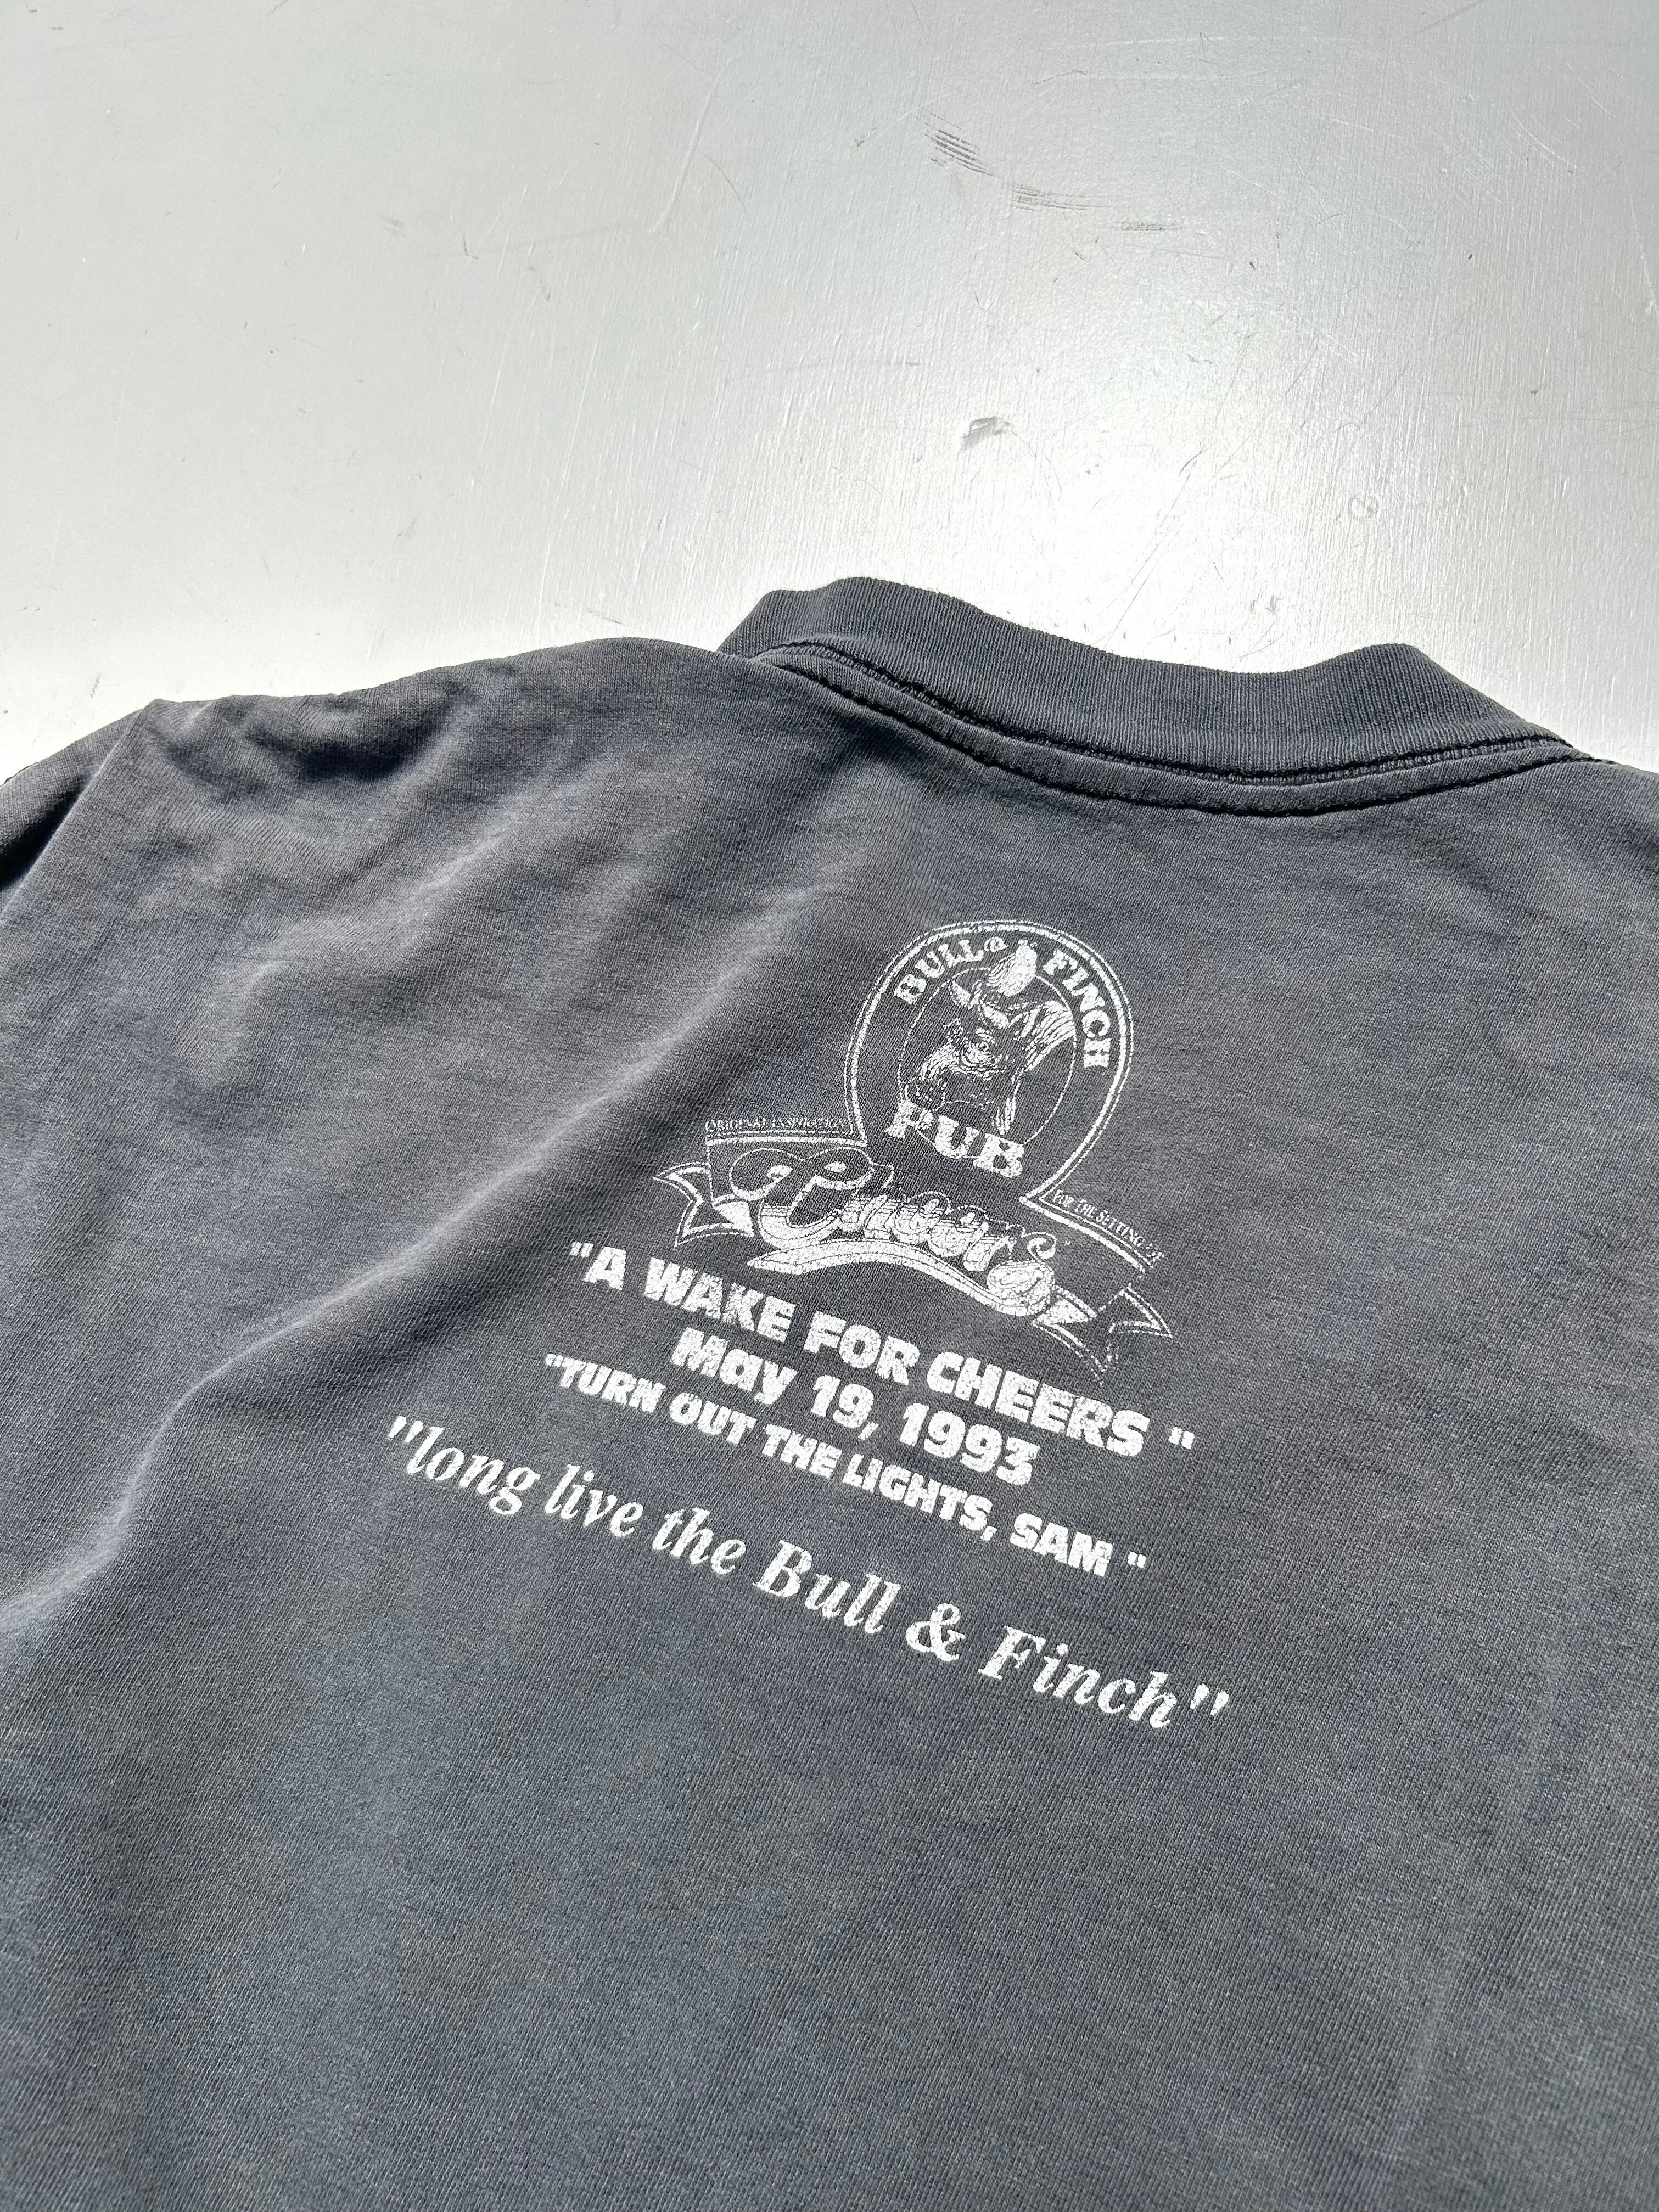 BULL & FINCH
PUB
ORIGINAL INSPIRATION
FOR THE SETTING OF
Cheers
"A WAKE FOR CHEERS "
May 19, 1993
"TURN OUT THE LIGHTS, SAM "
"long live the Bull & Finch"